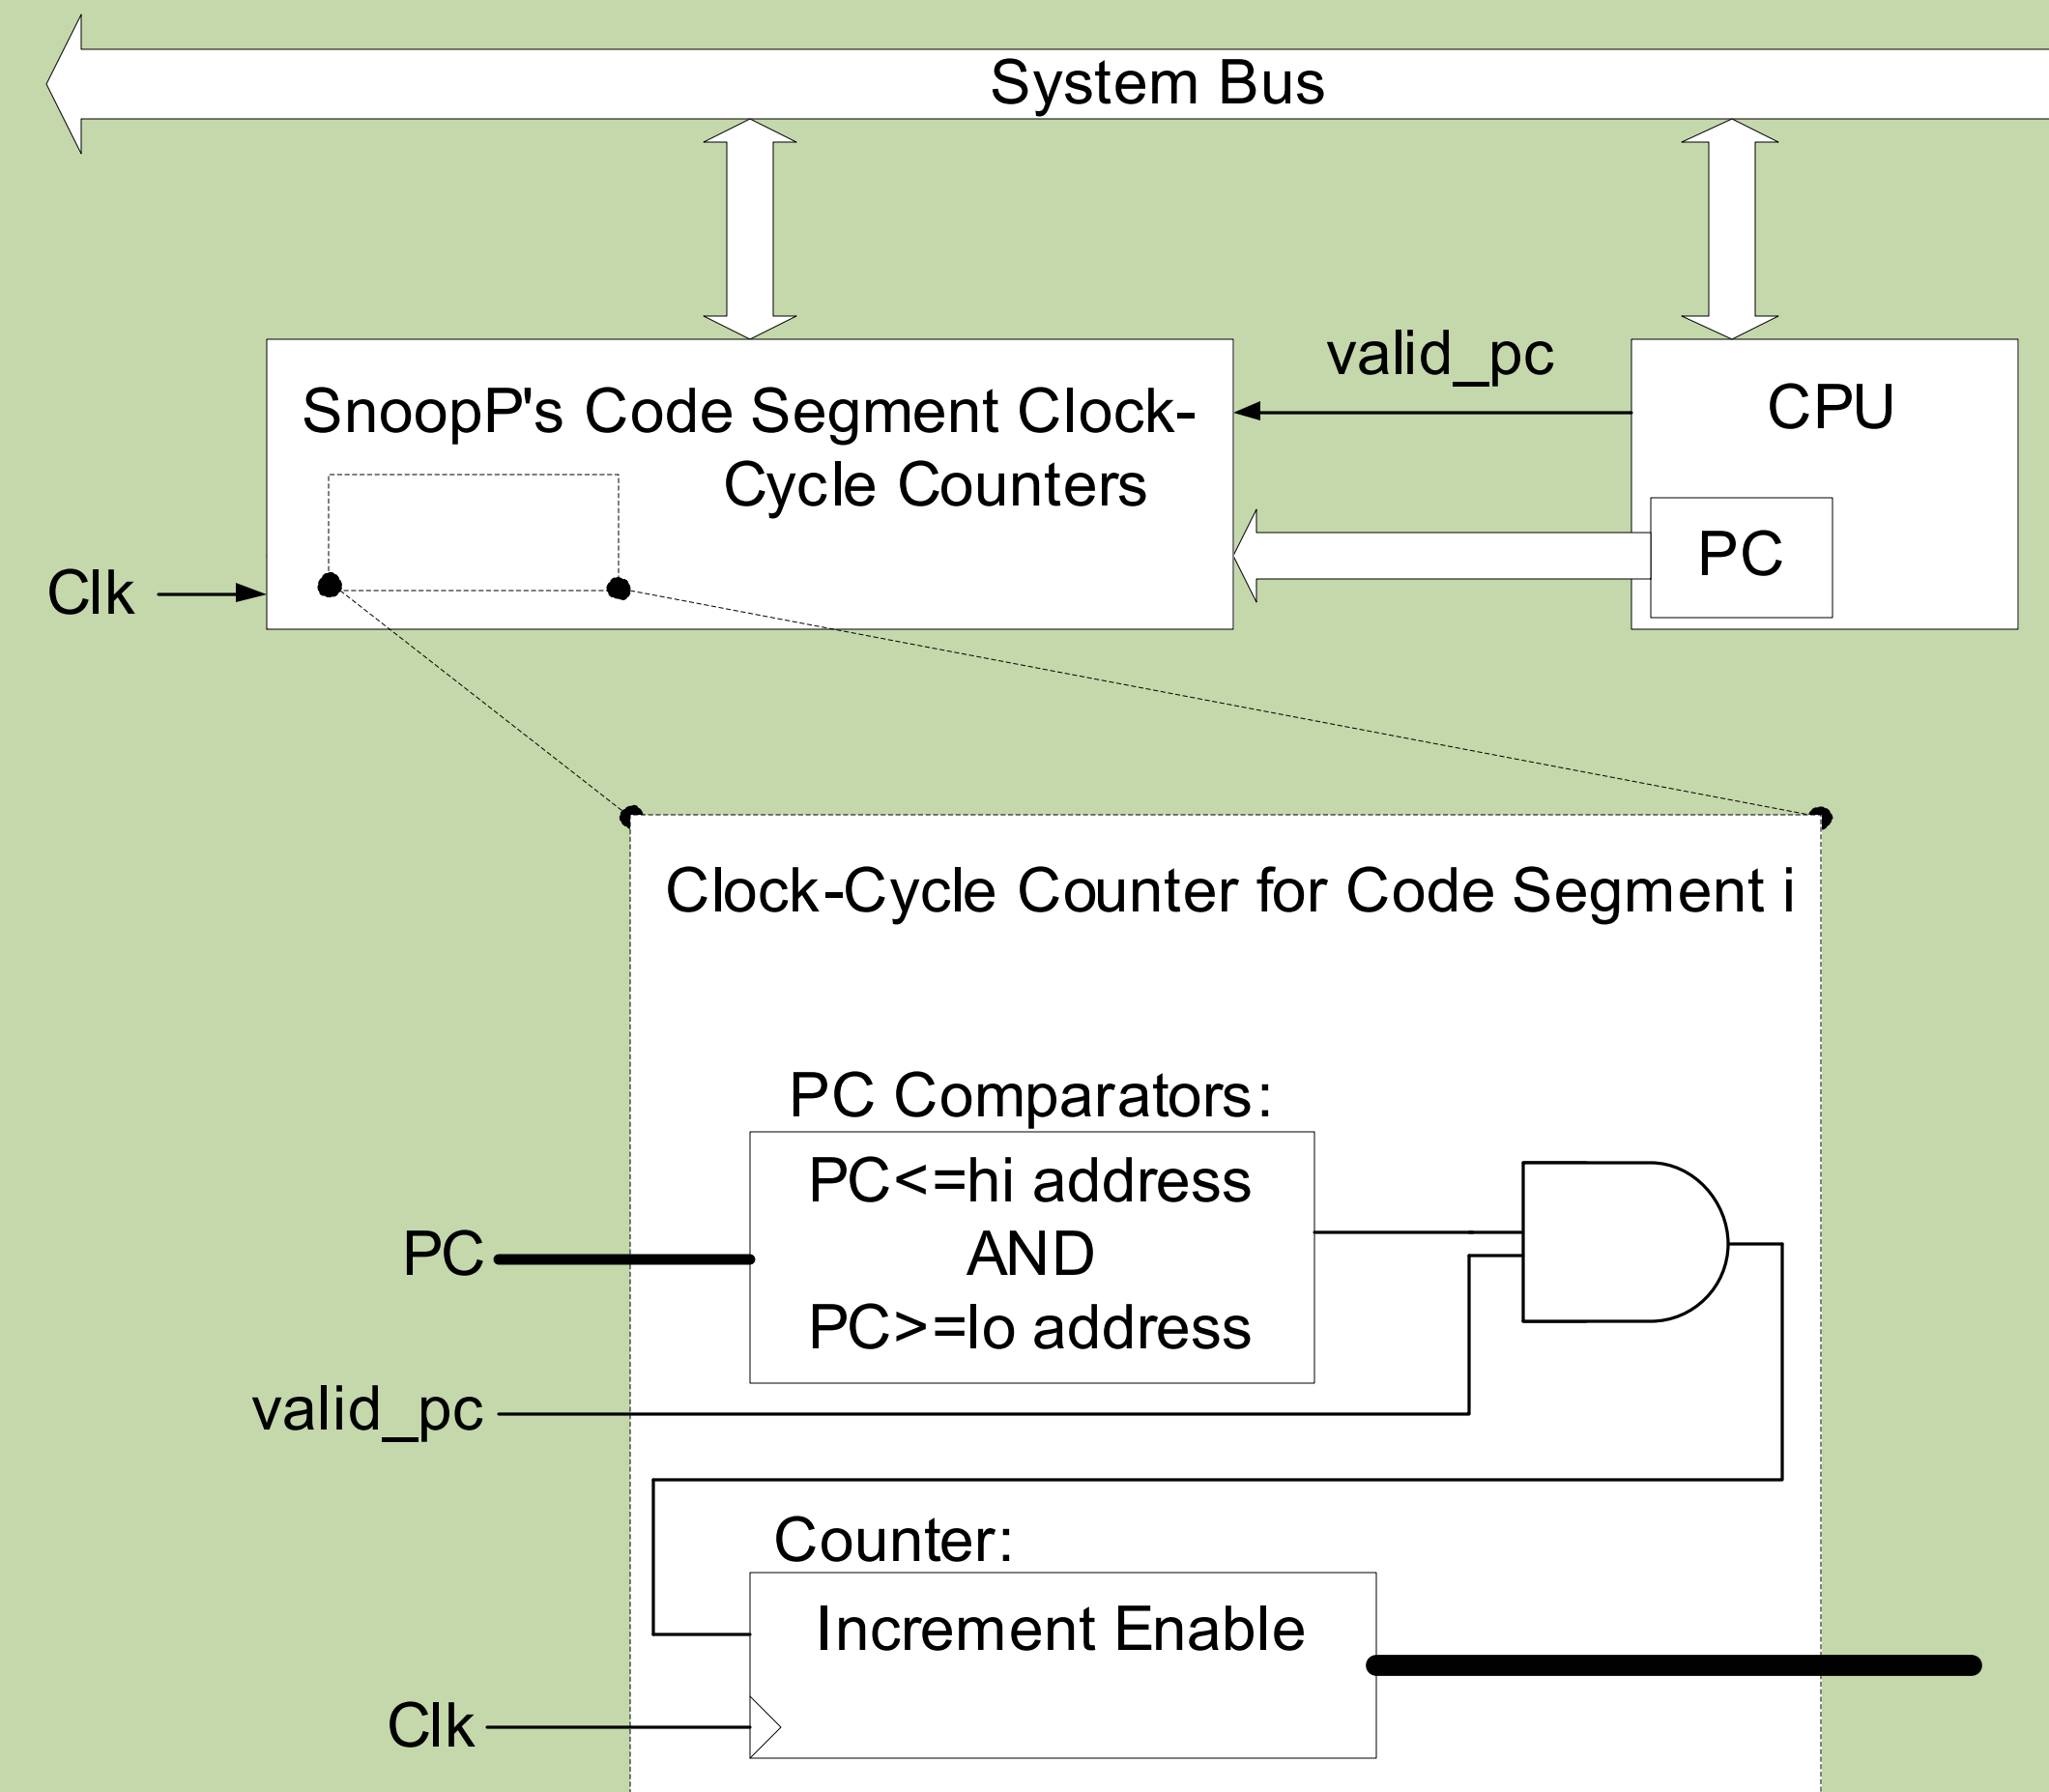 System Bus
valid_pc
CPU
SnoopP's Code Segment Clock-
Cycle Counters
PC
Clk
Clock-Cycle Counter for Code Segment i
PC Comparators:
PC<=hi address
AND
PC>=lo address
PC
valid_pc
Counter:
Increment Enable
Clk